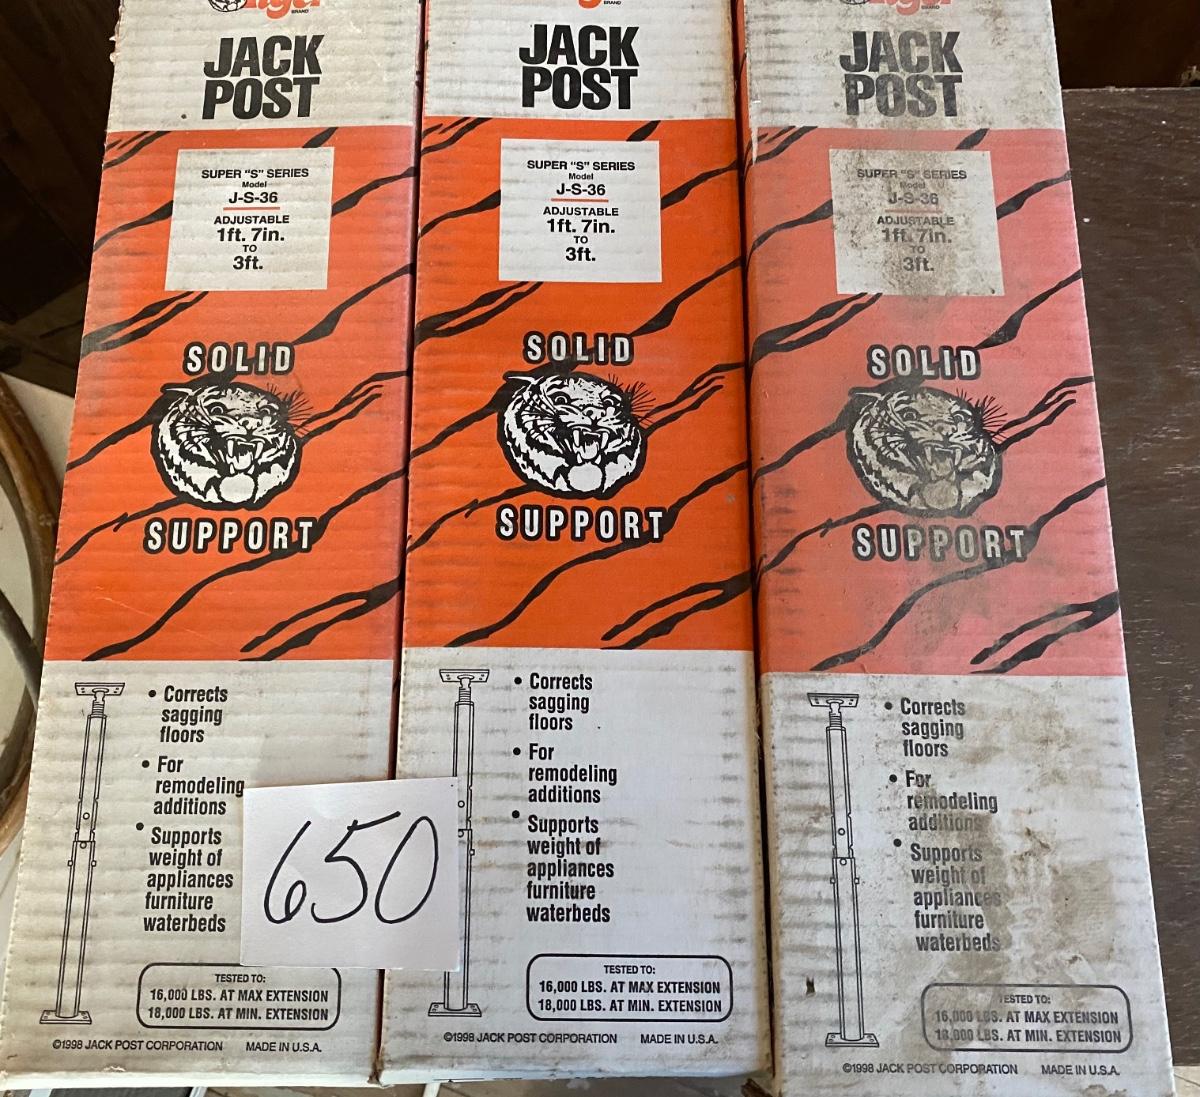 BRAND
JACK
POST
SUPER "S" SERIES
Model
J-S-36
ADJUSTABLE
1ft. 7in.
TO
3ft.
SOLID
SUPPORT
• Corrects
sagging
floors
• For
remodeling
additions
• Supports
weight of
appliances
furniture
waterbeds
TESTED TO:
16,000 LBS. AT MAX EXTENSION
18,000 LBS. AT MIN. EXTENSION
©1998 JACK POST CORPORATION MADE IN U.S.A.
650
BRAND
JACK
POST
SUPER "S" SERIES
Model
J-S-36
ADJUSTABLE
1ft. 7in.
TO
3ft.
SOLID
SUPPORT
• Corrects
sagging
floors
• For
remodeling
additions
• Supports
weight of
appliances
furniture
waterbeds
TESTED TO:
16,000 LBS. AT MAX EXTENSION
18,000 LBS. AT MIN. EXTENSION
©1998 JACK POST CORPORATION MADE IN U.S.A.
BRAND
JACK
POST
SUPER "S" SERIES
Model
J-S-36
ADJUSTABLE
1ft. 7in.
TO
3ft.
SOLID
SUPPORT
• Corrects
sagging
floors
• For
remodeling
additions
• Supports
weight of
appliances
furniture
waterbeds
TESTED TO:
16,000 LBS. AT MAX EXTENSION
18,000 LBS. AT MIN. EXTENSION
©1998 JACK POST CORPORATION MADE IN U.S.A.